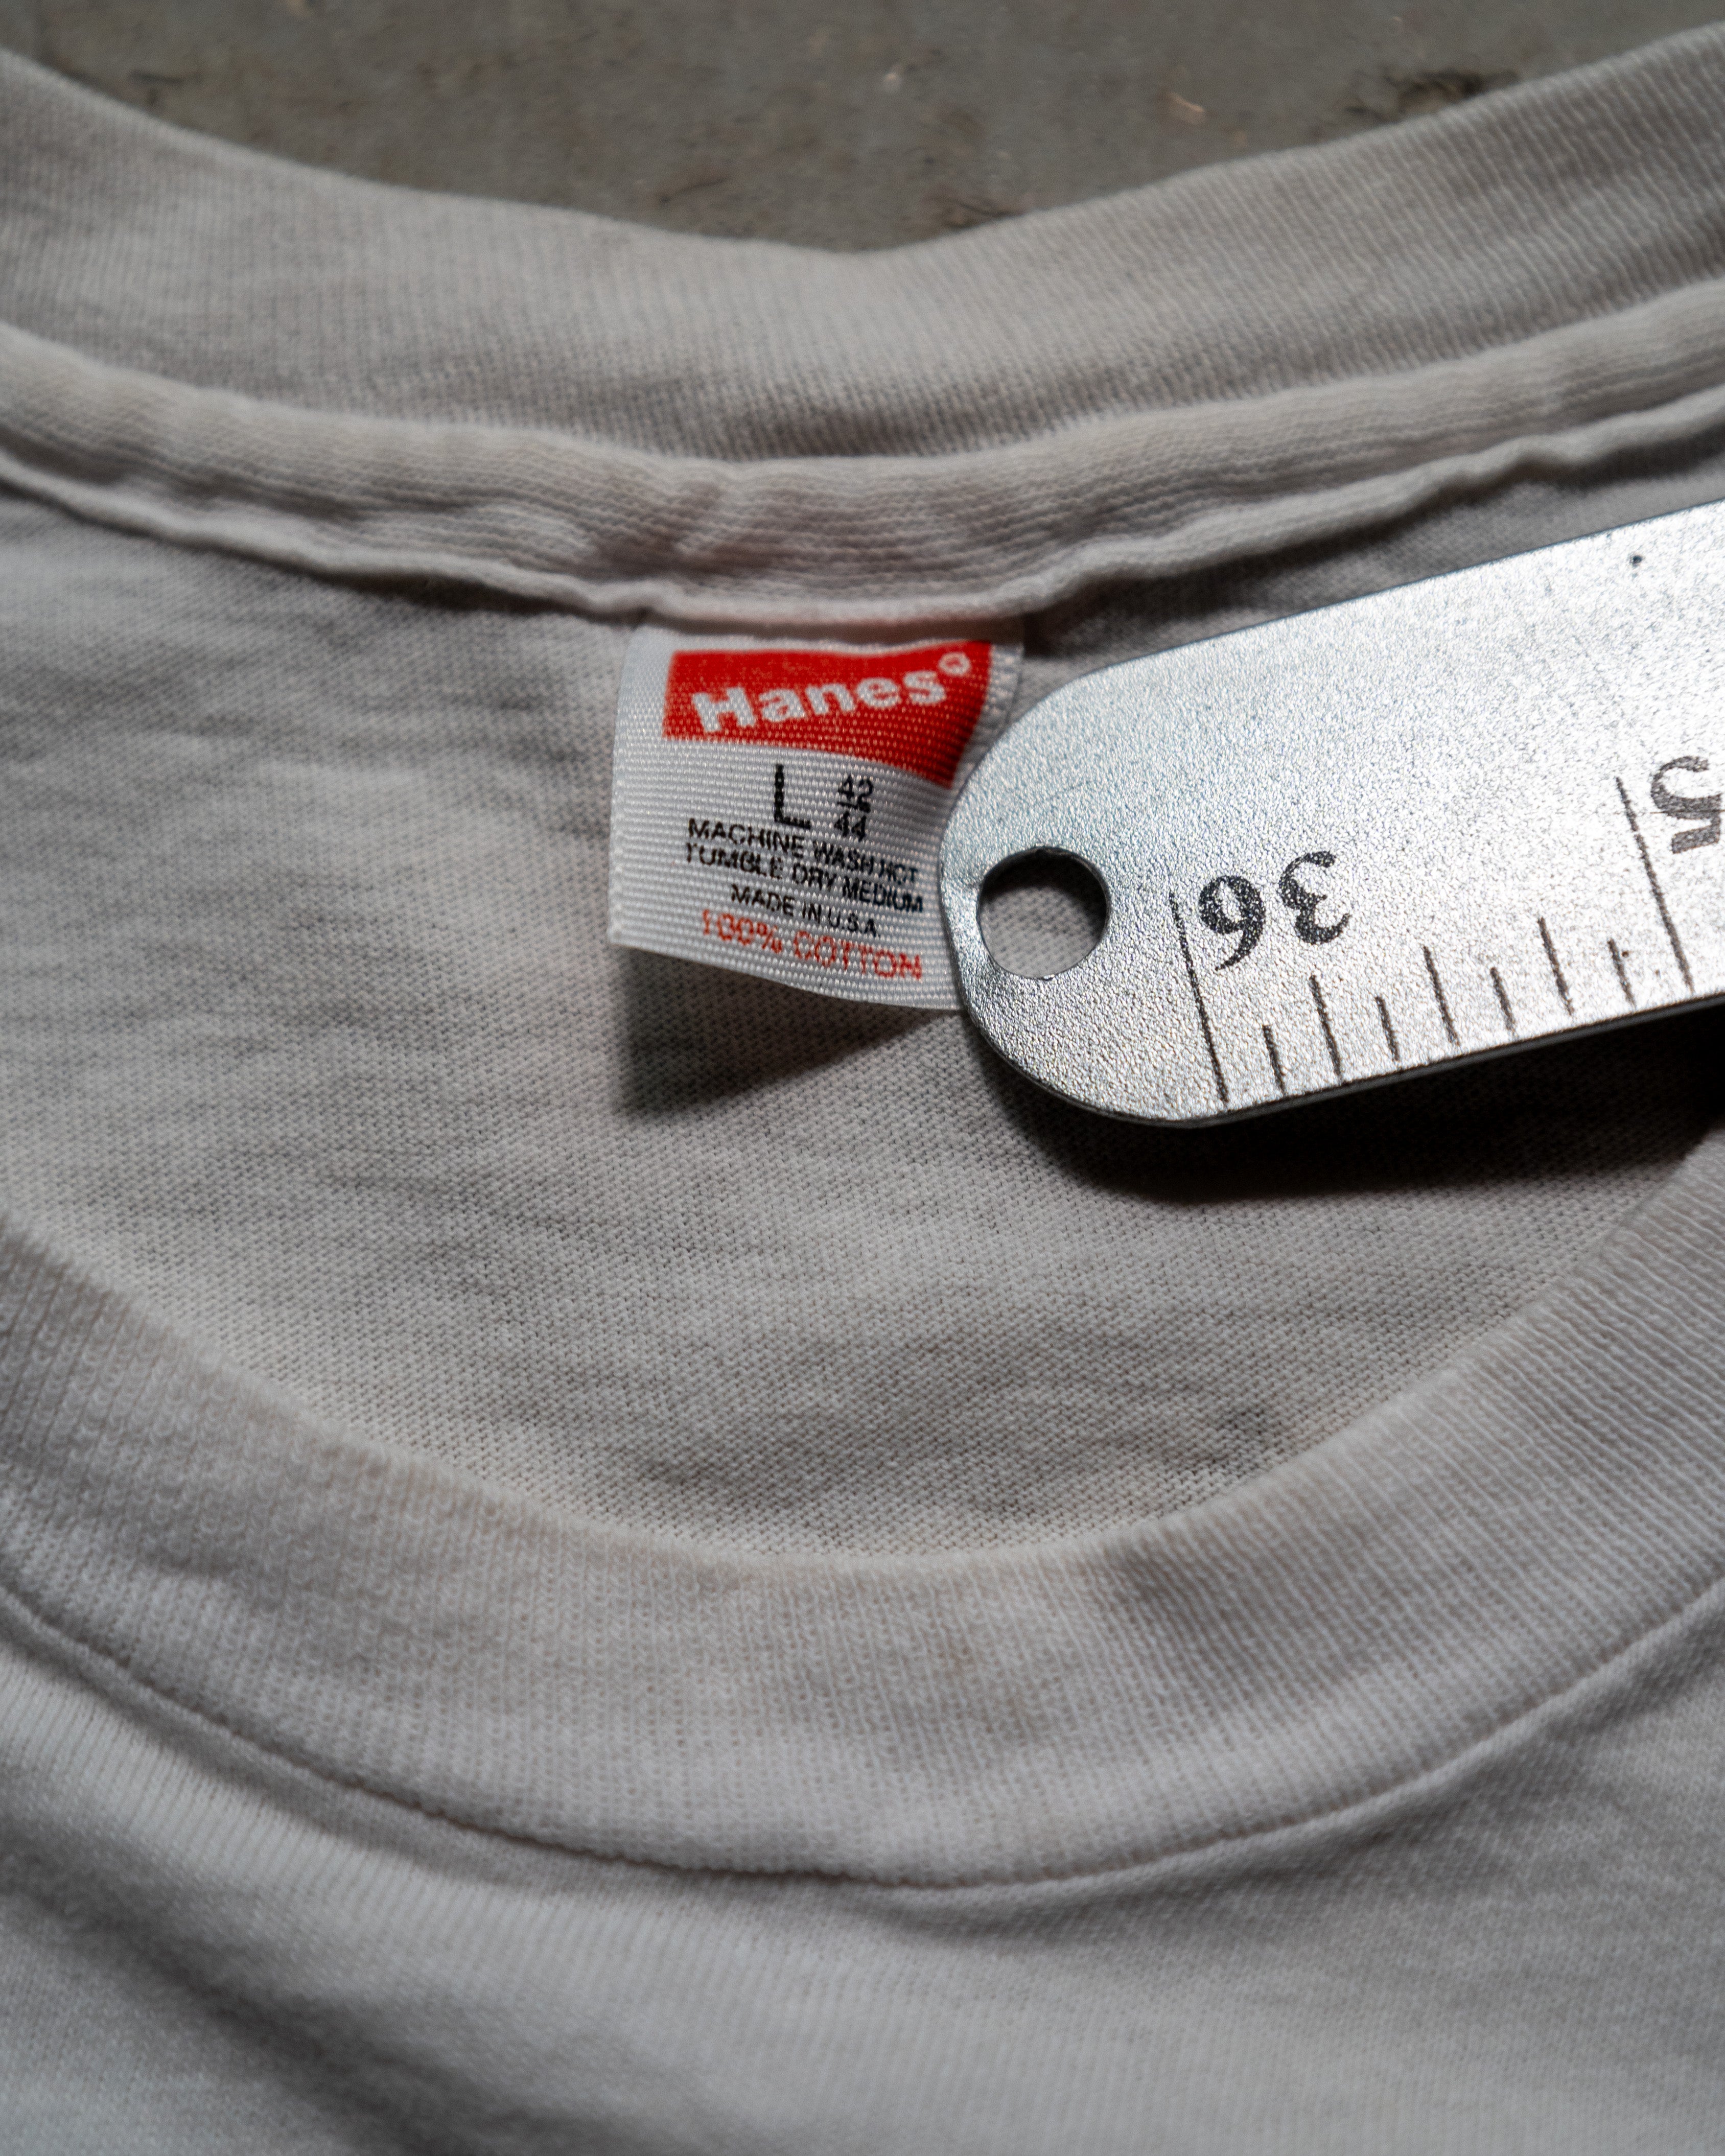 Hanes®
L 42 44
MACHINE WASH HOT
TUMBLE DRY MEDIUM
MADE IN U.S.A
100% COTTON
36